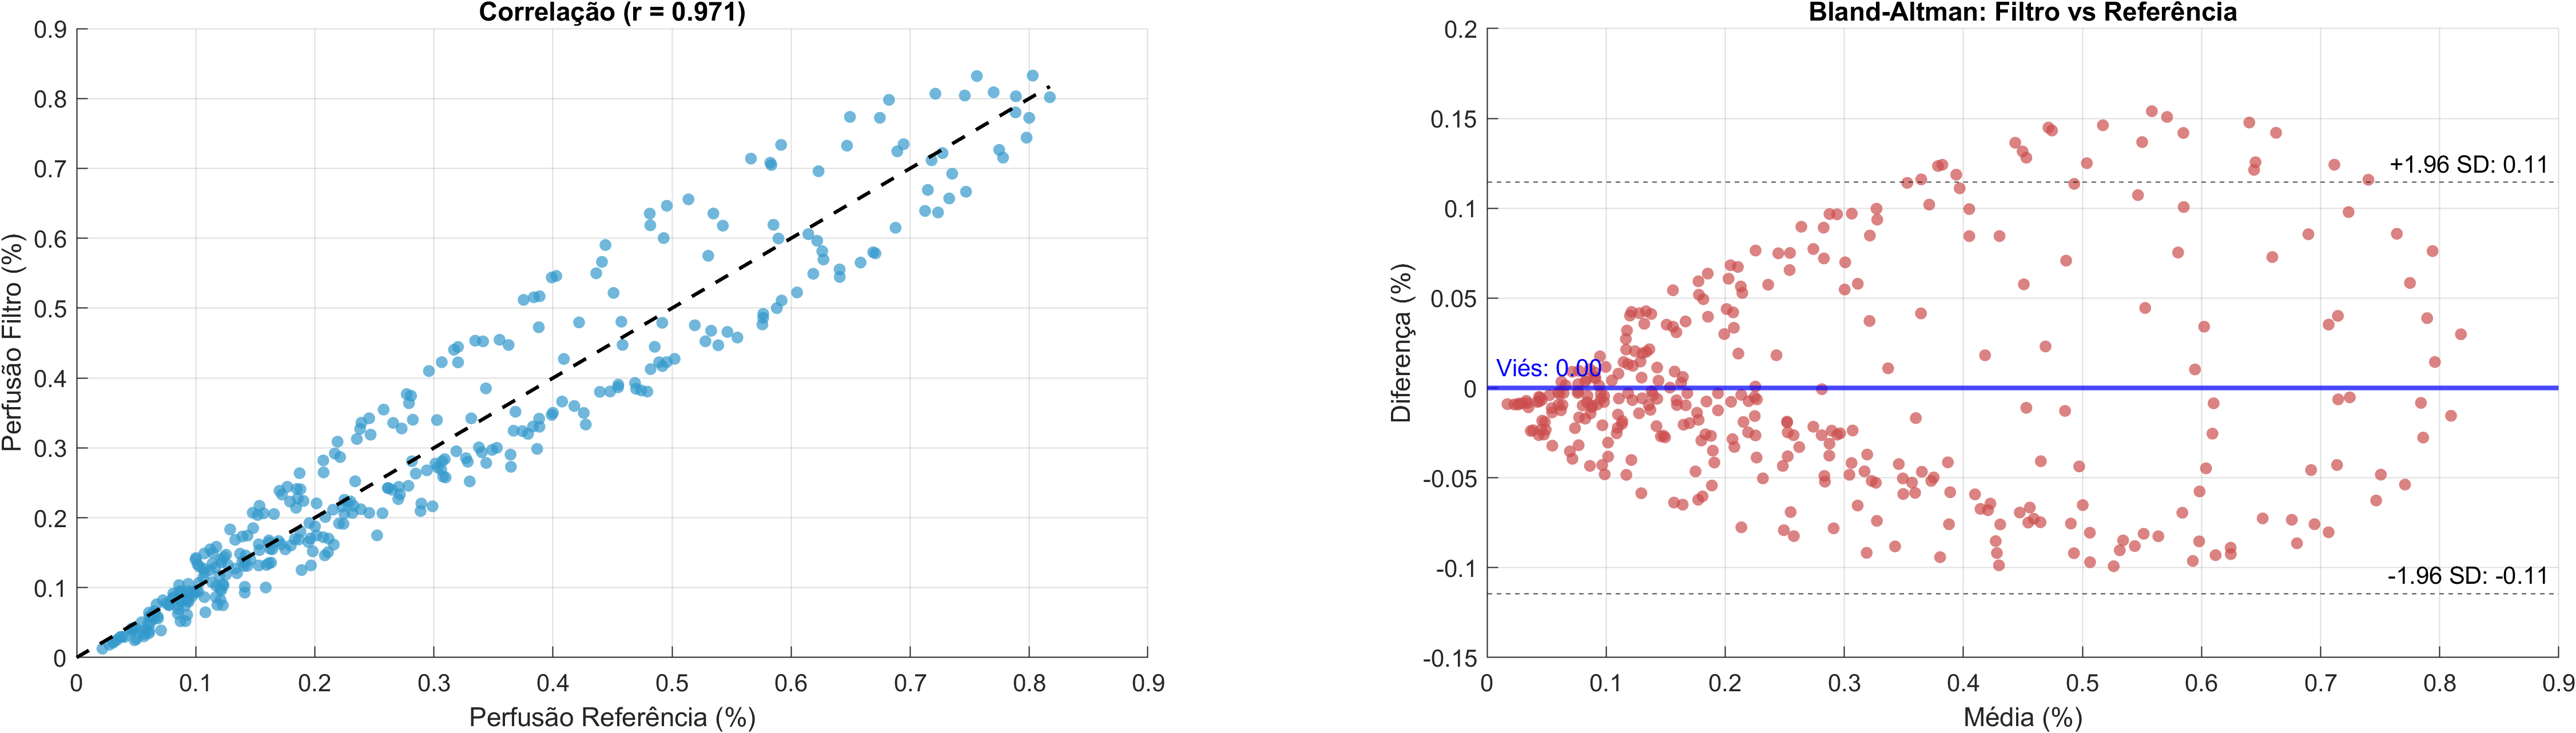 Correlação (r = 0.971)
0.9
0.8
0.7
0.6
0.5
0.4
0.3
0.2
0.1
0
Perfusão Filtro (%)
0 0.1 0.2 0.3 0.4 0.5 0.6 0.7 0.8 0.9
Perfusão Referência (%)
Bland-Altman: Filtro vs Referência
0.2
0.15
0.1
0.05
0
-0.05
-0.1
-0.15
Diferença (%)
+1.96 SD: 0.11
Viés: 0.00
-1.96 SD: -0.11
0 0.1 0.2 0.3 0.4 0.5 0.6 0.7 0.8 0.9
Média (%)